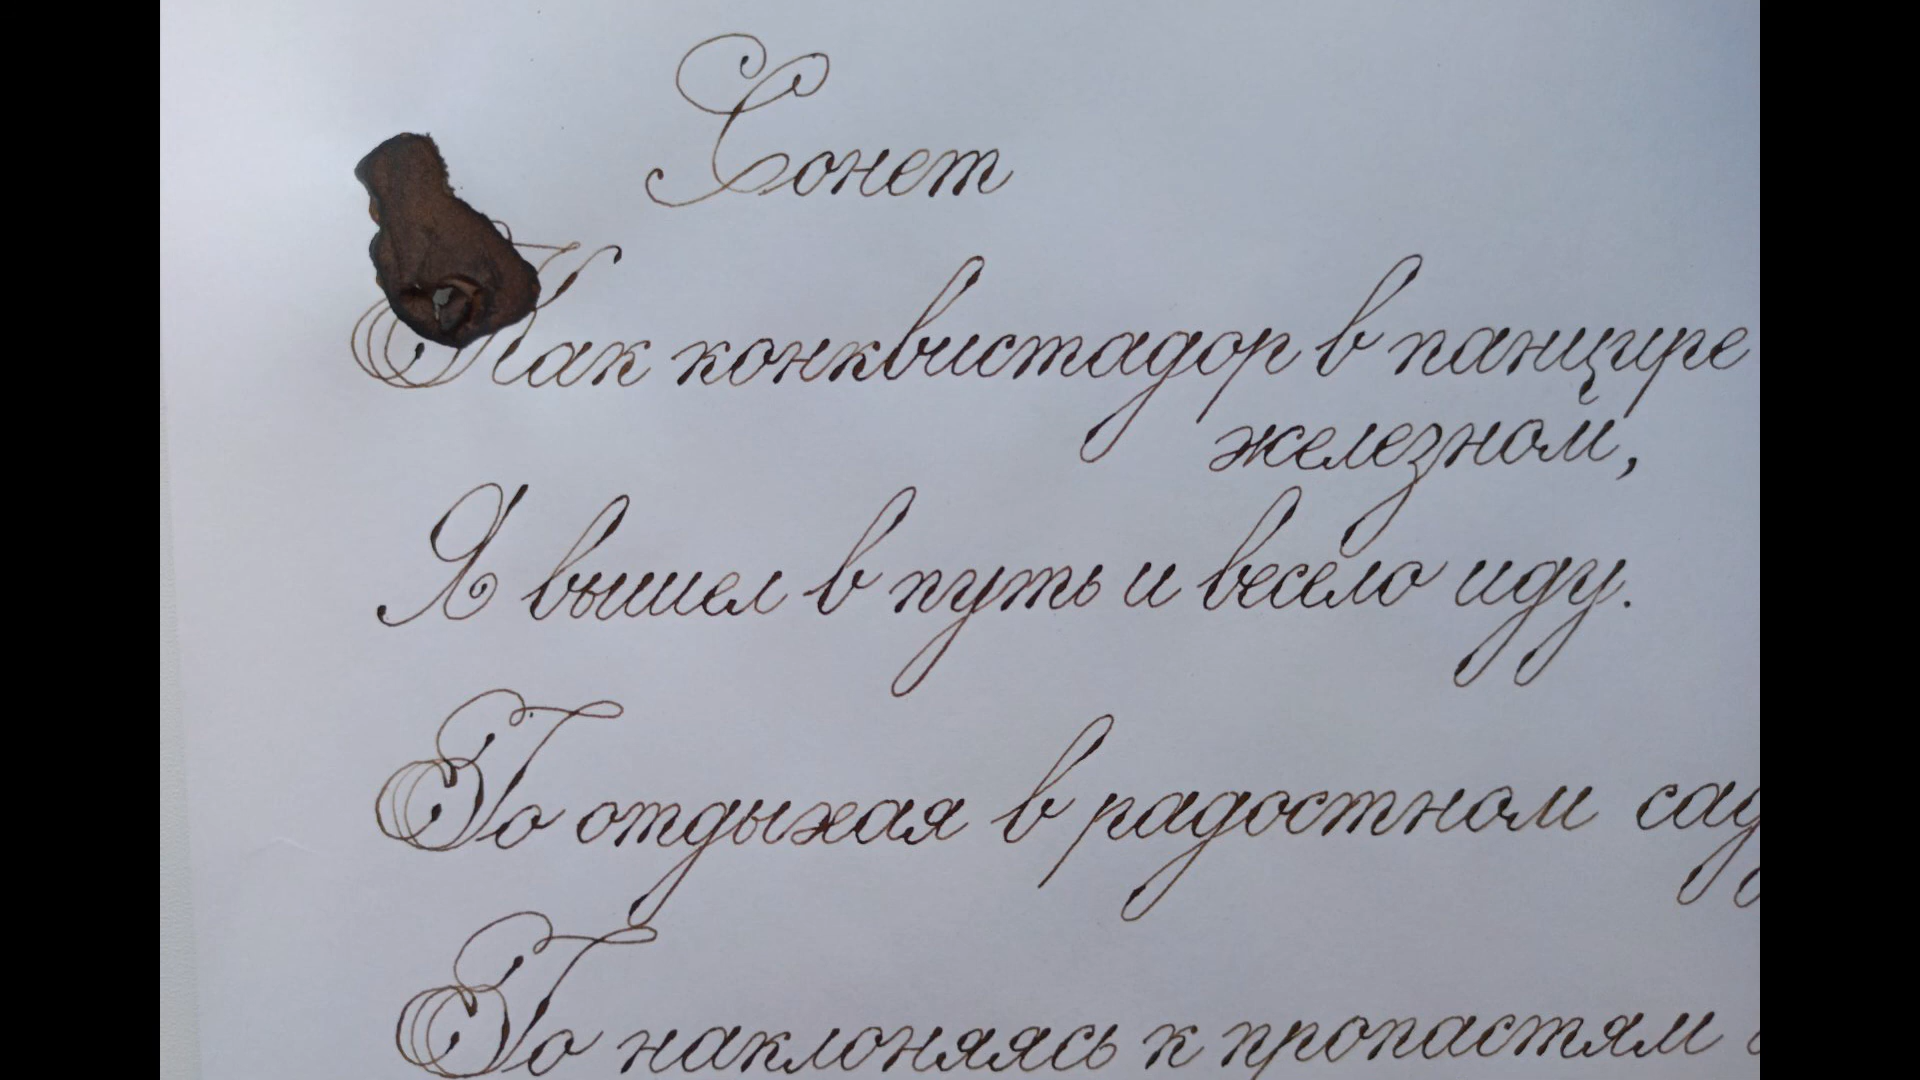 Сонет
Как конквистадор в панцире
железном,
Я вышел в путь и весело иду.
То отдыхая в радостном
То наклоняясь к пропастям